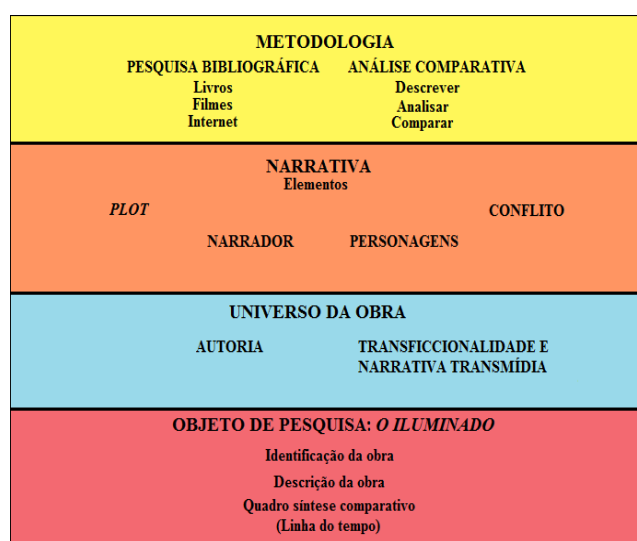 METODOLOGIA
PESQUISA BIBLIOGRÁFICA ANÁLISE COMPARATIVA
Livros Descrever
Filmes Analisar
Internet Comparar
NARRATIVA
Elementos
PLOT CONFLITO
NARRADOR PERSONAGENS
UNIVERSO DA OBRA
AUTORIA TRANSFICCIONALIDADE E
NARRATIVA TRANSMÍDIA
OBJETO DE PESQUISA: O ILUMINADO
Identificação da obra
Descrição da obra
Quadro síntese comparativo
(Linha do tempo)